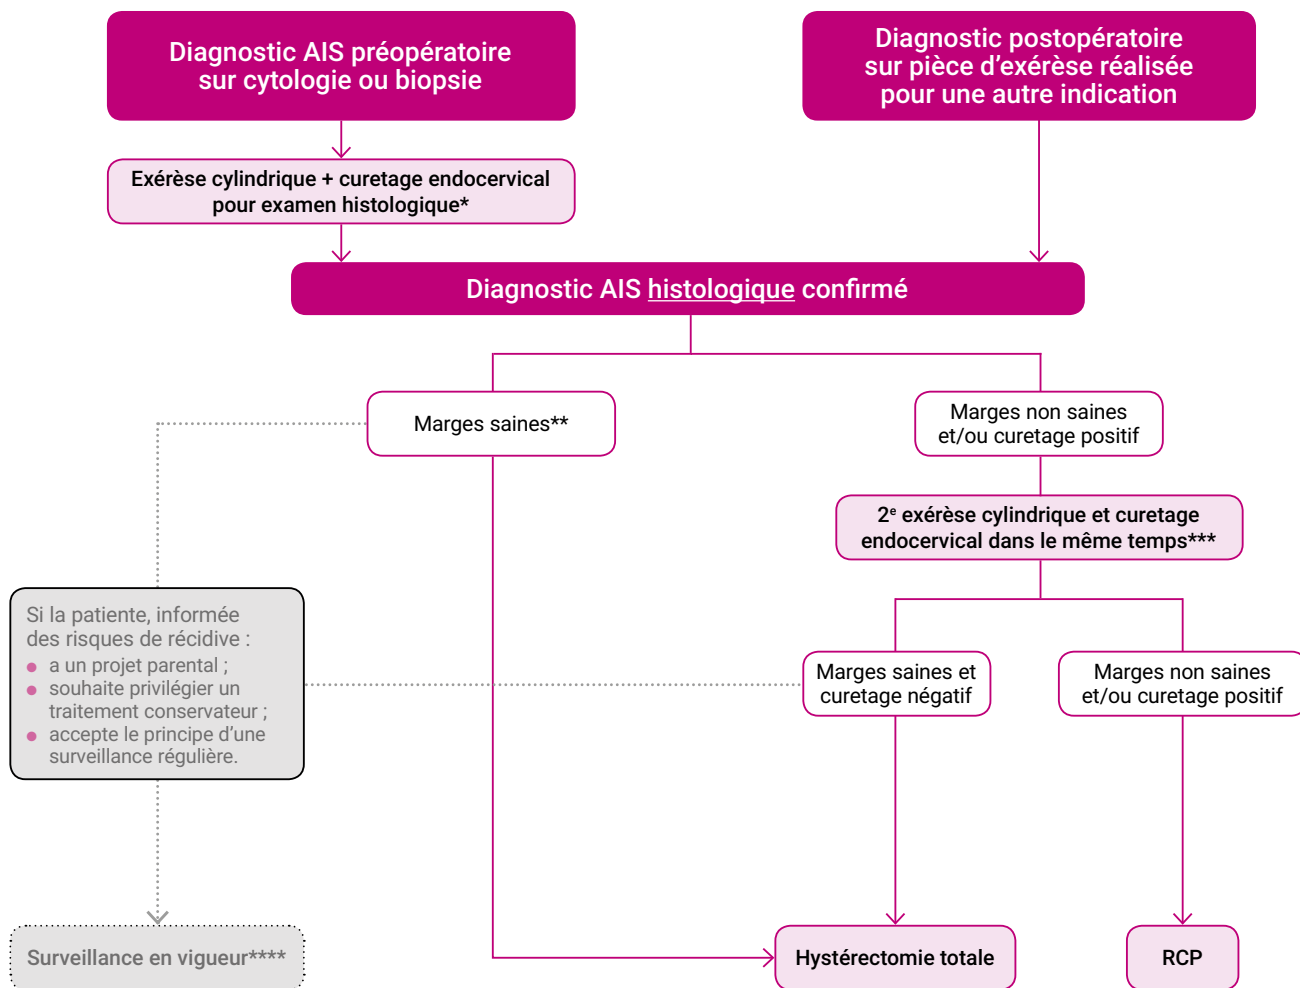 Diagnostic AIS préopératoire
sur cytologie ou biopsie
Diagnostic postopératoire
sur pièce d’exérèse réalisée
pour une autre indication
Exérèse cylindrique + curetage endocervical
pour examen histologique*
Diagnostic AIS histologique confirmé
Marges saines**
Marges non saines
et/ou curetage positif
2e exérèse cylindrique et curetage
endocervical dans le même temps***
Si la patiente, informée
des risques de récidive :
● a un projet parental ;
● souhaite privilégier un
traitement conservateur ;
● accepte le principe d’une
surveillance régulière.
Marges saines et
curetage négatif
Marges non saines
et/ou curetage positif
Surveillance en vigueur****
Hystérectomie totale
RCP